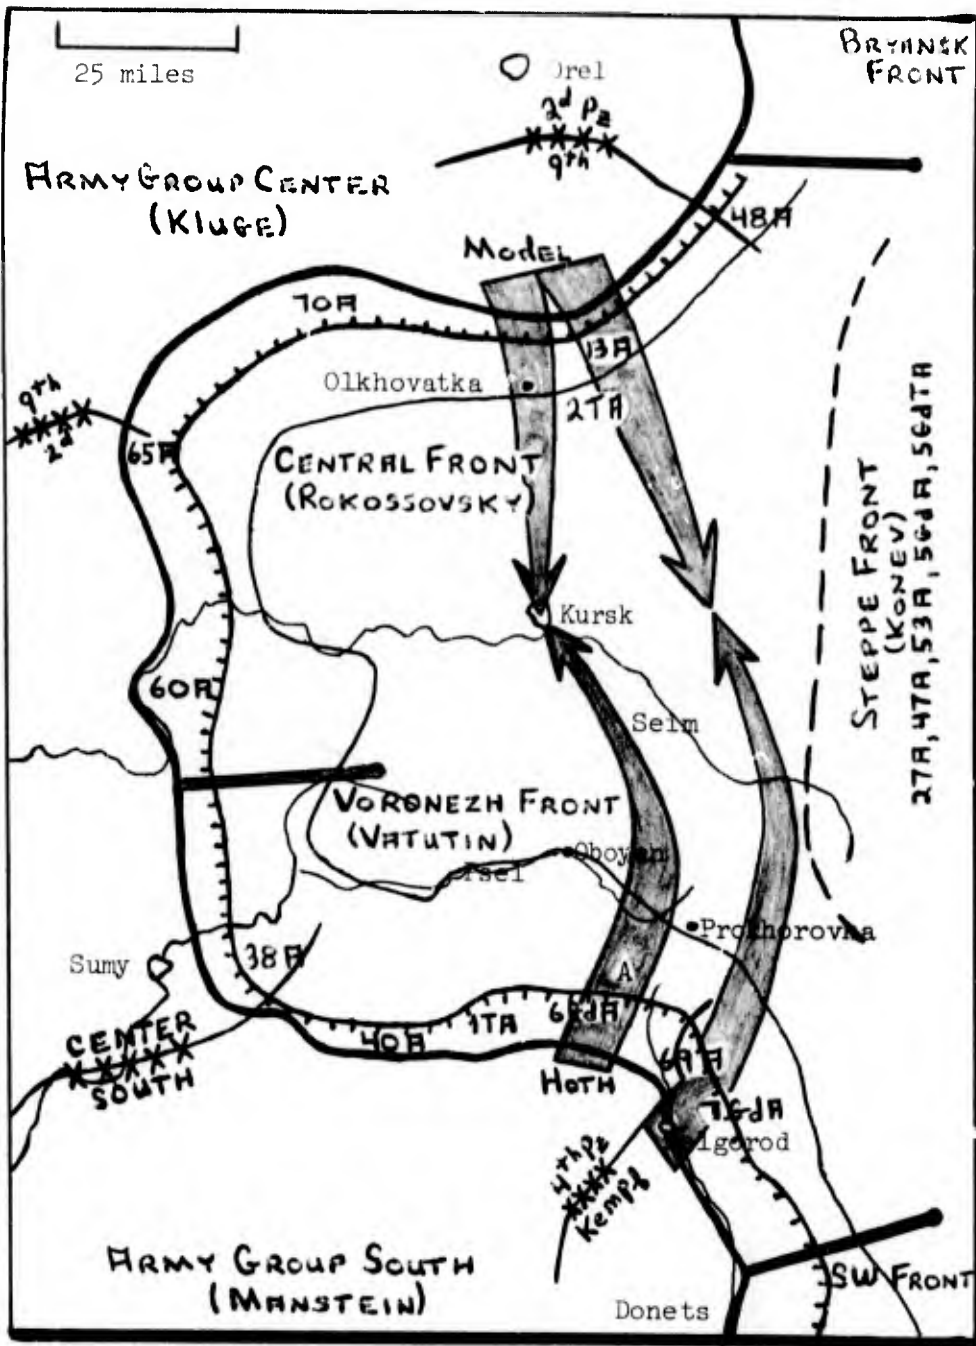 25 miles
BRYANSK
FRONT
Orel
2d Pz
9th
ARMY GROUP CENTER
(KLUGE)
48A
MODEL
70A
13A
Olkhovatka
2TA
9th
2d
65A
CENTRAL FRONT
(ROKOSSOVSKY)
STEPPE FRONT
(KONEV)
27A, 47A, 53A, 5GdA, 5GdTA
Kursk
60A
Seim
VORONEZH FRONT
(VATUTIN)
Oboyan
Psel
Prokhorovka
38A
Sumy
A
1TA
6GdA
40A
CENTER
SOUTH
69A
HOTH
7GdA
Belgorod
4th Pz
Kempf
ARMY GROUP SOUTH
(MANSTEIN)
SW FRONT
Donets